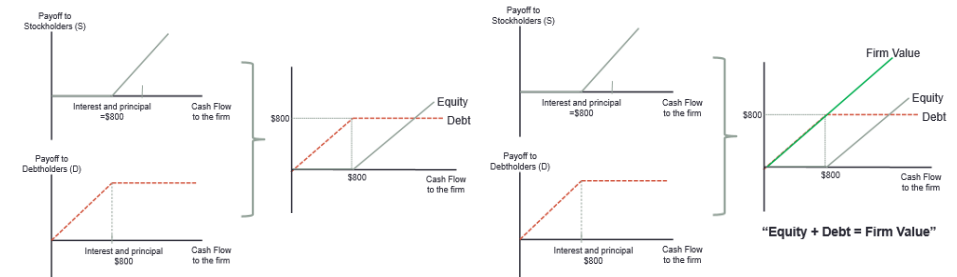 Payoff to
Stockholders (S)
Interest and principal
=$800
Cash Flow
to the firm
Payoff to
Debtholders (D)
Interest and principal
$800
Cash Flow
to the firm
$800
Equity
Debt
$800
Cash Flow
to the firm
Payoff to
Stockholders (S)
Interest and principal
=$800
Cash Flow
to the firm
Payoff to
Debtholders (D)
Interest and principal
$800
Cash Flow
to the firm
Firm Value
$800
Equity
Debt
$800
Cash Flow
to the firm
“Equity + Debt = Firm Value”